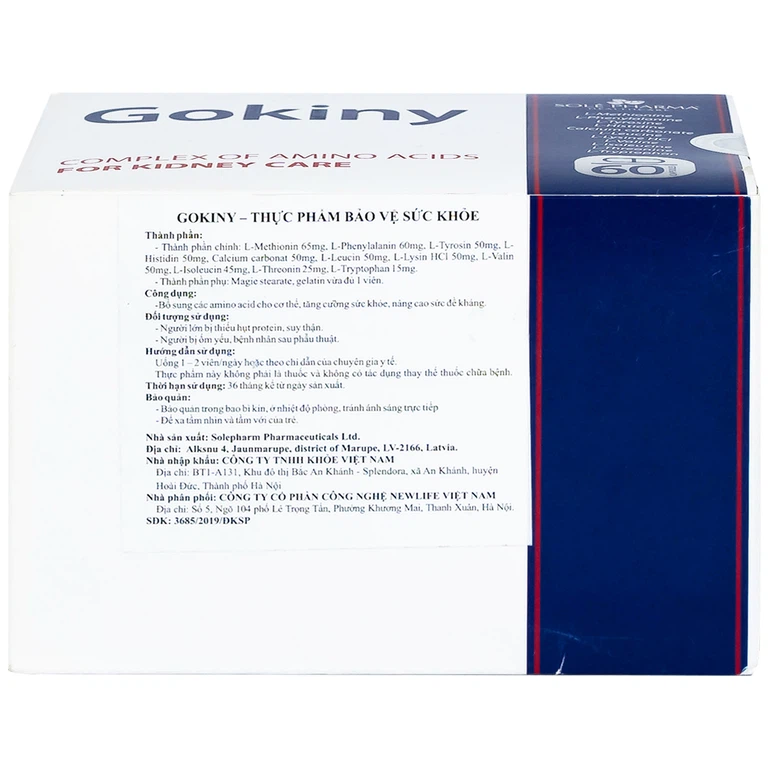 Gokiny
COMPLEX OF AMINO ACIDS
FOR KIDNEY CARE
SOLE PHARMA
60
GOKINY – THỰC PHẨM BẢO VỆ SỨC KHỎE
Thành phần:
- Thành phần chính: L-Methionin 65mg, L-Phenylalanin 60mg, L-Tyrosin 50mg, L-
Histidin 50mg, Calcium carbonat 50mg, L-Leucin 50mg, L-Lysin HCl 50mg, L-Valin
50mg, L-Isoleucin 45mg, L-Threonin 25mg, L-Tryptophan 15mg.
- Thành phần phụ: Magie stearate, gelatin vừa đủ 1 viên.
Công dụng:
-Bổ sung các amino acid cho cơ thể, tăng cường sức khỏe, nâng cao sức đề kháng.
Đối tượng sử dụng:
- Người lớn bị thiếu hụt protein, suy thận.
- Người bị ốm yếu, bệnh nhân sau phẫu thuật.
Hướng dẫn sử dụng:
Uống 1 – 2 viên/ngày hoặc theo chỉ dẫn của chuyên gia y tế.
Thực phẩm này không phải là thuốc và không có tác dụng thay thế thuốc chữa bệnh.
Thời hạn sử dụng: 36 tháng kể từ ngày sản xuất.
Bảo quản:
- Bảo quản trong bao bì kín, ở nhiệt độ phòng, tránh ánh sáng trực tiếp
- Để xa tầm nhìn và tầm với của trẻ.
Nhà sản xuất: Solepharm Pharmaceuticals Ltd.
Địa chỉ: Alksnu 4, Jaunmarupe, district of Marupe, LV-2166, Latvia.
Nhà nhập khẩu: CÔNG TY TNHH KHỎE VIỆT NAM
Địa chỉ: BT1-A131, Khu đô thị Bắc An Khánh - Splendora, xã An Khánh, huyện
Hoài Đức, Thành phố Hà Nội
Nhà phân phối: CÔNG TY CỔ PHẦN CÔNG NGHỆ NEWLIFE VIỆT NAM
Địa chỉ: Số 5, Ngõ 104 phố Lê Trọng Tấn, Phường Khương Mai, Thanh Xuân, Hà Nội.
SĐK: 3685/2019/ĐKSP